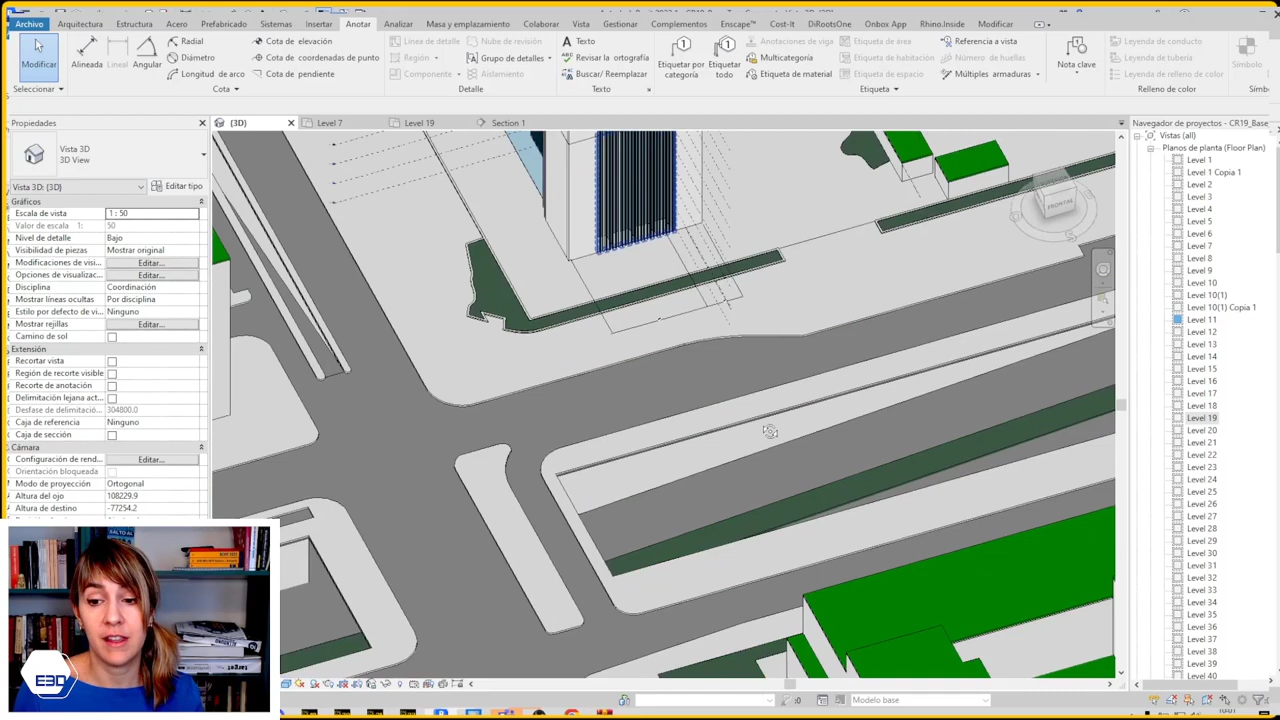 Archivo Arquitectura Estructura Acero Prefabricado Sistemas Insertar Anotar Analizar Masa y emplazamiento Colaborar Vista Gestionar Complementos Enscape™ Cost-It DiRootsOne Onbox App Rhino.Inside Modificar
Modificar
Seleccionar
Alineada Lineal Angular
Radial
Diámetro
Longitud de arco
Cota de elevación
Cota de coordenadas de punto
Cota de pendiente
Cota
Línea de detalle
Región
Componente
Nube de revisión
Grupo de detalles
Aislamiento
Detalle
Texto
Revisar la ortografía
Buscar/ Reemplazar
Texto
Etiquetar por categoría
Etiquetar todo
Anotaciones de viga
Multicategoría
Etiqueta de material
Etiqueta de área
Etiqueta de habitación
Etiqueta de espacio
Referencia a vista
Número de huellas
Múltiples armaduras
Etiqueta
Nota clave
Leyenda de conducto
Leyenda de tubería
Leyenda de relleno de color
Relleno de color
Símbolo
Símb
Propiedades
(3D) Level 7 Level 19 Section 1
Vista 3D
3D View
Vista 3D: {3D} Editar tipo
Gráficos
Escala de vista 1 : 50
Valor de escala 1: 50
Nivel de detalle Bajo
Visibilidad de piezas Mostrar original
Modificaciones de visi... Editar...
Opciones de visualizac... Editar...
Disciplina Coordinación
Mostrar líneas ocultas Por disciplina
Estilo por defecto de vi... Ninguno
Mostrar rejillas Editar...
Camino de sol
Extensión
Recortar vista
Región de recorte visible
Recorte de anotación
Delimitación lejana act...
Desfase de delimitació... 304800.0
Caja de referencia Ninguno
Caja de sección
Cámara
Configuración de rend... Editar...
Orientación bloqueada
Modo de proyección Ortogonal
Altura del ojo 108229.9
Altura de destino -77254.2
FRONTAL
Navegador de proyectos - CR19_Base
Vistas (all)
Planos de planta (Floor Plan)
Level 1
Level 1 Copia 1
Level 2
Level 3
Level 4
Level 5
Level 6
Level 7
Level 8
Level 9
Level 10
Level 10(1)
Level 10(1) Copia 1
Level 11
Level 12
Level 13
Level 14
Level 15
Level 16
Level 17
Level 18
Level 19
Level 20
Level 21
Level 22
Level 23
Level 24
Level 25
Level 26
Level 27
Level 28
Level 29
Level 30
Level 31
Level 32
Level 33
Level 34
Level 35
Level 36
Level 37
Level 38
Level 39
Level 40
:0 Modelo base
target
E3D